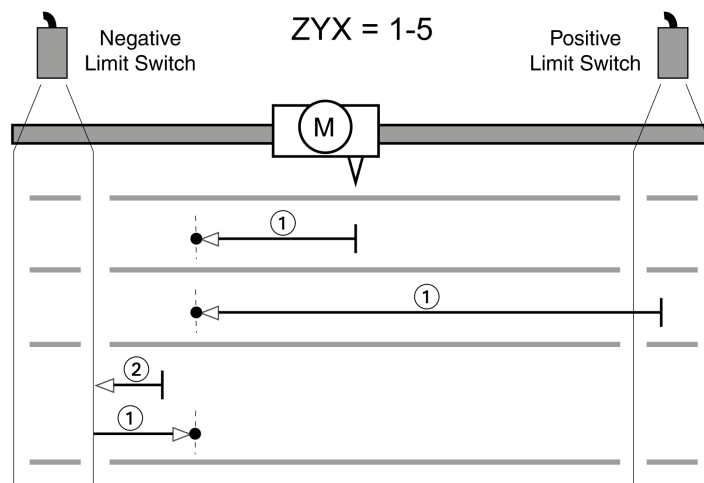 ZYX = 1-5
Negative
Limit Switch
Positive
Limit Switch
M
1
1
2
1